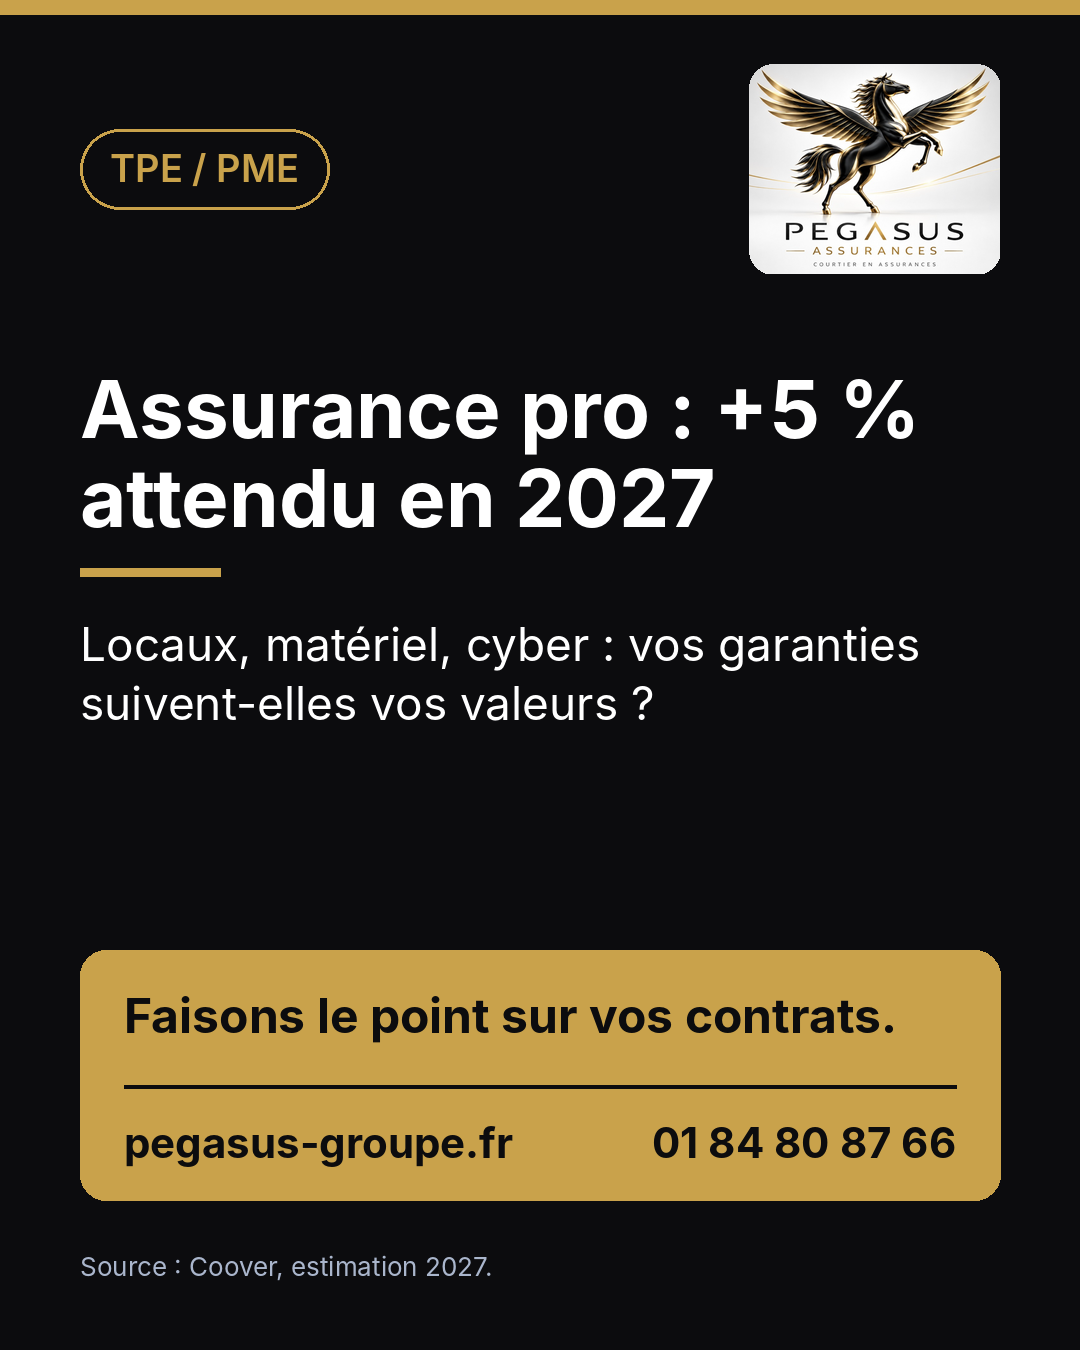 TPE / PME
PEGASUS
ASSURANCES
COURTIER EN ASSURANCES
Assurance pro : +5 %
attendu en 2027
Locaux, matériel, cyber : vos garanties
suivent-elles vos valeurs ?
Faisons le point sur vos contrats.
pegasus-groupe.fr
01 84 80 87 66
Source : Coover, estimation 2027.